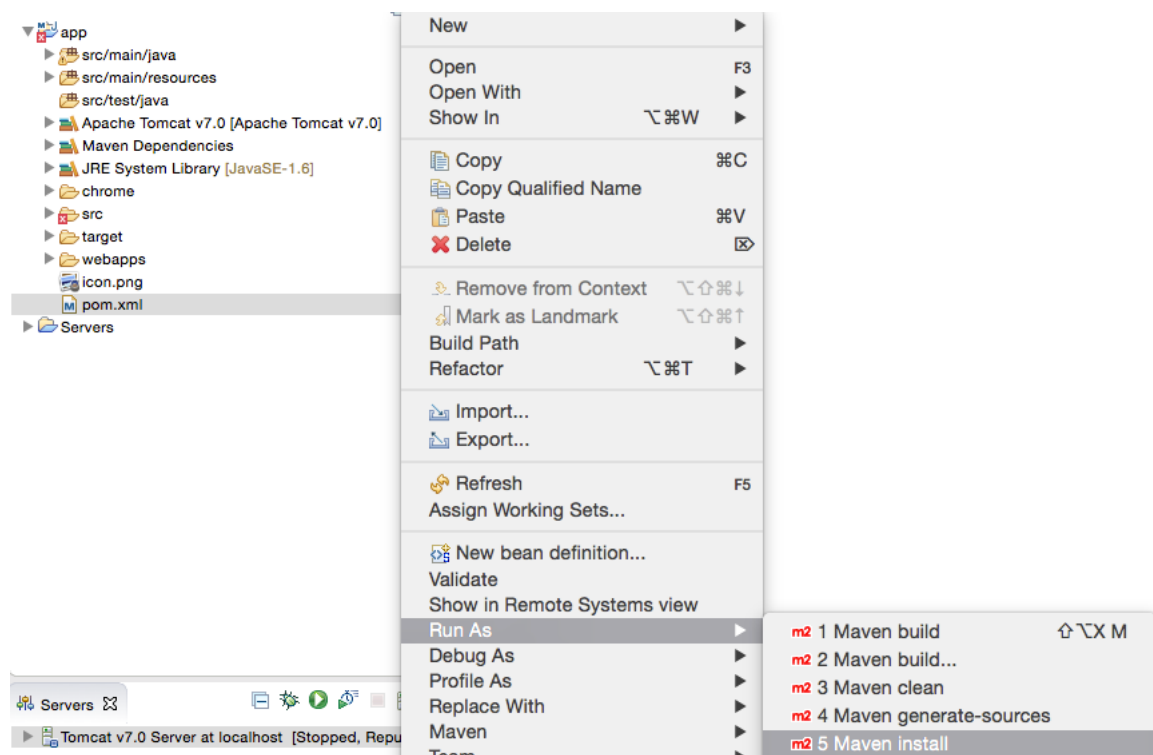 app
src/main/java
src/main/resources
src/test/java
Apache Tomcat v7.0 [Apache Tomcat v7.0]
Maven Dependencies
JRE System Library [JavaSE-1.6]
chrome
src
target
webapps
icon.png
pom.xml
Servers
Servers
Tomcat v7.0 Server at localhost [Stopped, Repu
New
Open F3
Open With
Show In ⌥⌘W
Copy ⌘C
Copy Qualified Name
Paste ⌘V
Delete ⌦
Remove from Context ⌥⇧⌘↓
Mark as Landmark ⌥⇧⌘↑
Build Path
Refactor ⌥⌘T
Import...
Export...
Refresh F5
Assign Working Sets...
New bean definition...
Validate
Show in Remote Systems view
Run As
Debug As
Profile As
Replace With
Maven
Team
m2 1 Maven build ⇧⌥X M
m2 2 Maven build...
m2 3 Maven clean
m2 4 Maven generate-sources
m2 5 Maven install